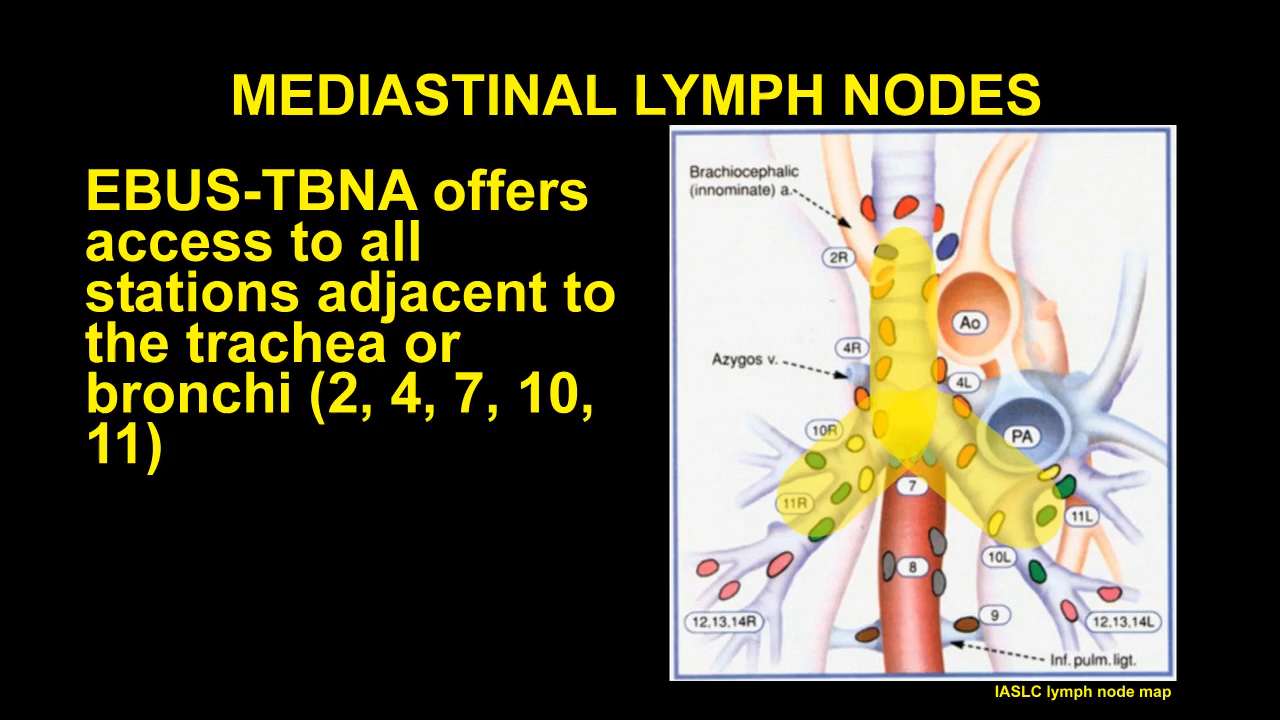 MEDIASTINAL LYMPH NODES
EBUS-TBNA offers
access to all
stations adjacent to
the trachea or
bronchi (2, 4, 7, 10,
11)
Brachiocephalic
(innominate) a.
2R
Ao
4R
Azygos v.
4L
10R
PA
7
11R
11L
10L
8
9
12,13,14R
12,13,14L
Inf. pulm. ligt.
IASLC lymph node map